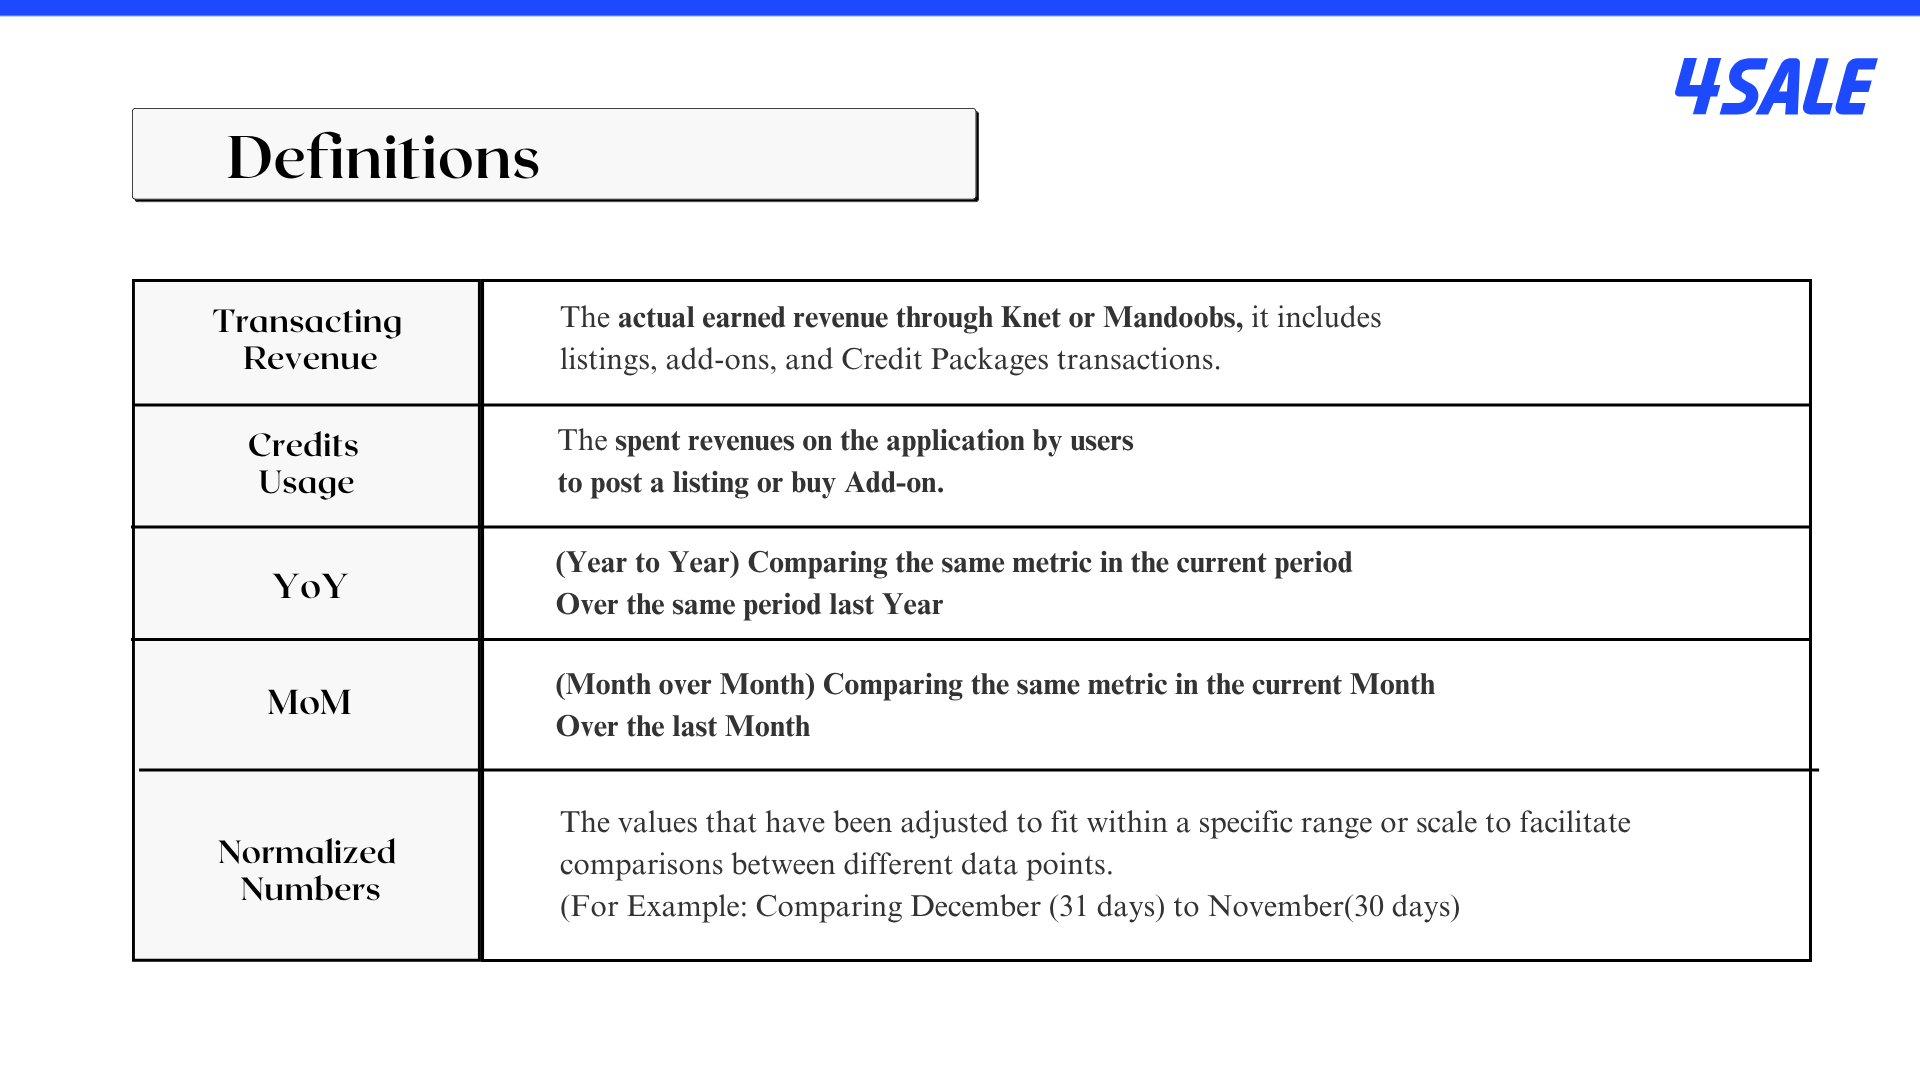 4SALE
Definitions
Transacting
Revenue
The actual earned revenue through Knet or Mandoobs, it includes
listings, add-ons, and Credit Packages transactions.
Credits
Usage
The spent revenues on the application by users
to post a listing or buy Add-on.
YoY
(Year to Year) Comparing the same metric in the current period
Over the same period last Year
MoM
(Month over Month) Comparing the same metric in the current Month
Over the last Month
Normalized
Numbers
The values that have been adjusted to fit within a specific range or scale to facilitate
comparisons between different data points.
(For Example: Comparing December (31 days) to November(30 days)